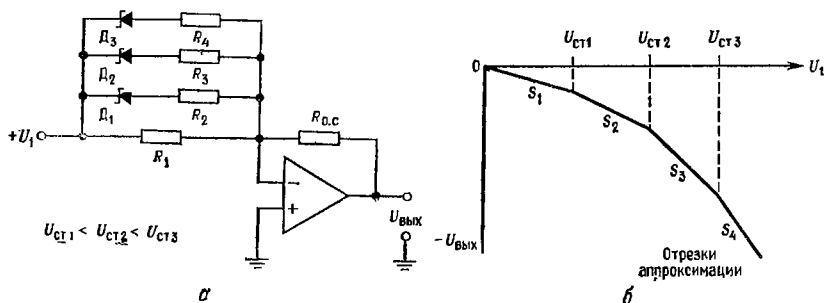 Д₃
R₄
Д₂
R₃
Д₁
R₂
+U₁
R₁
R₀.с
−
+
Uвых
Uст1 < Uст2 < Uст3
а
Uст1
Uст2
Uст3
0
U₁
S₁
S₂
S₃
S₄
−Uвых
Отрезки
аппроксимации
б